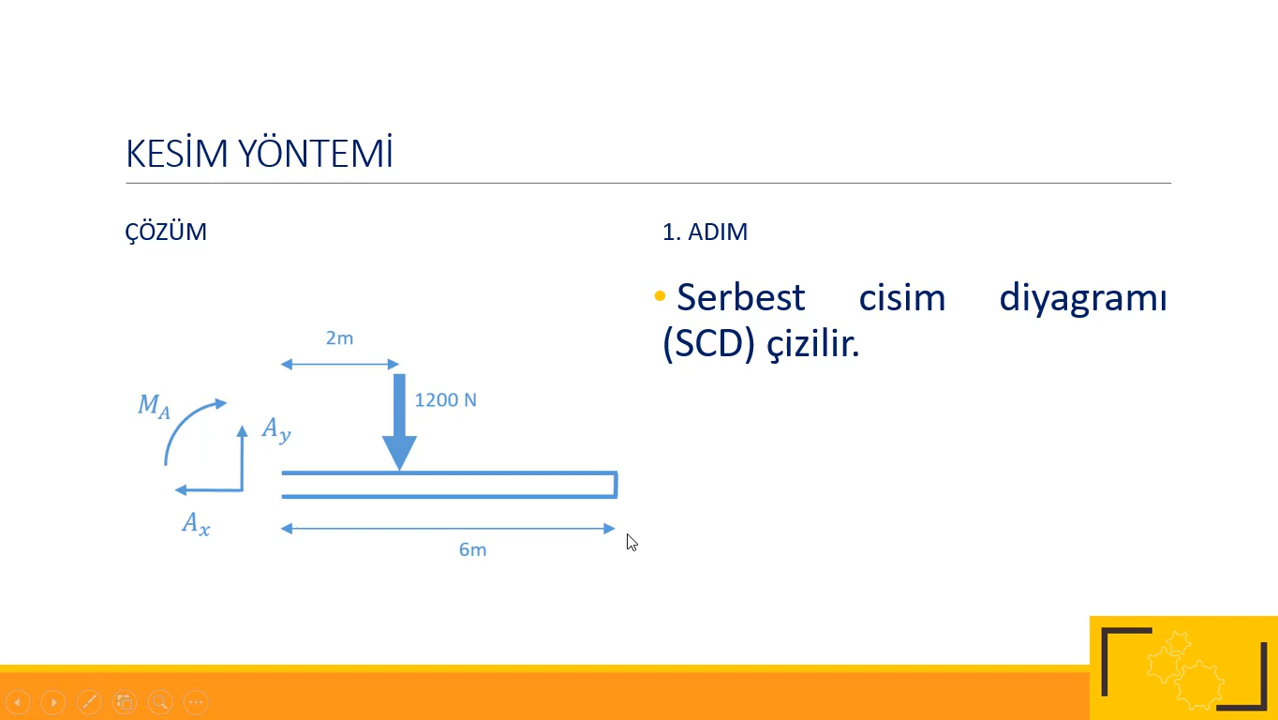 KESİM YÖNTEMİ
ÇÖZÜM
1. ADIM
• Serbest cisim diyagramı
(SCD) çizilir.
2m
1200 N
M_A
A_y
A_x
6m